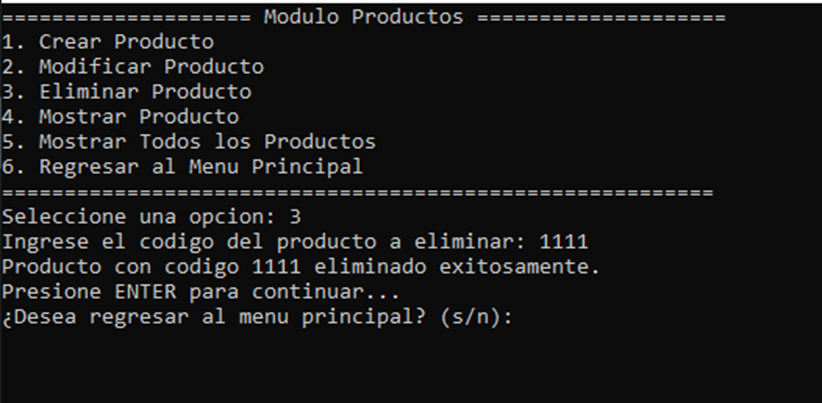 ==================== Modulo Productos ====================
1. Crear Producto
2. Modificar Producto
3. Eliminar Producto
4. Mostrar Producto
5. Mostrar Todos los Productos
6. Regresar al Menu Principal
=========================================================
Seleccione una opcion: 3
Ingrese el codigo del producto a eliminar: 1111
Producto con codigo 1111 eliminado exitosamente.
Presione ENTER para continuar...
¿Desea regresar al menu principal? (s/n):